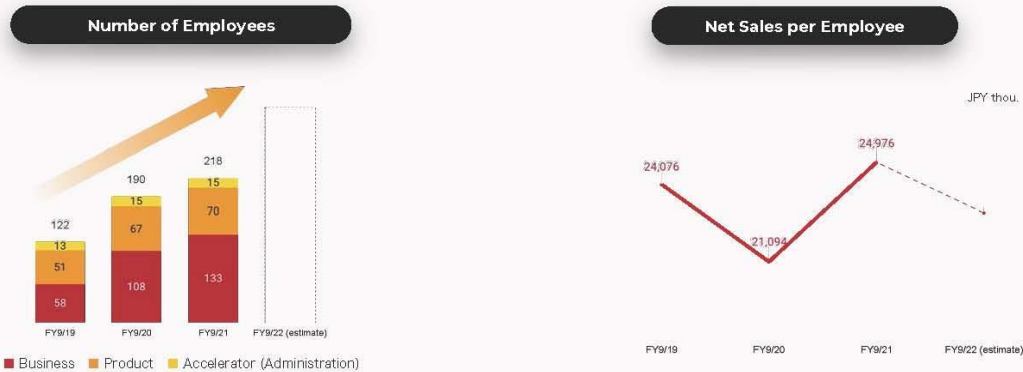 Number of Employees
Net Sales per Employee
JPY thou.
218
15
70
133
190
15
67
108
122
13
51
58
24,076
21,094
24,976
FY9/19
FY9/20
FY9/21
FY9/22 (estimate)
FY9/19
FY9/20
FY9/21
FY9/22 (estimate)
Business
Product
Accelerator (Administration)